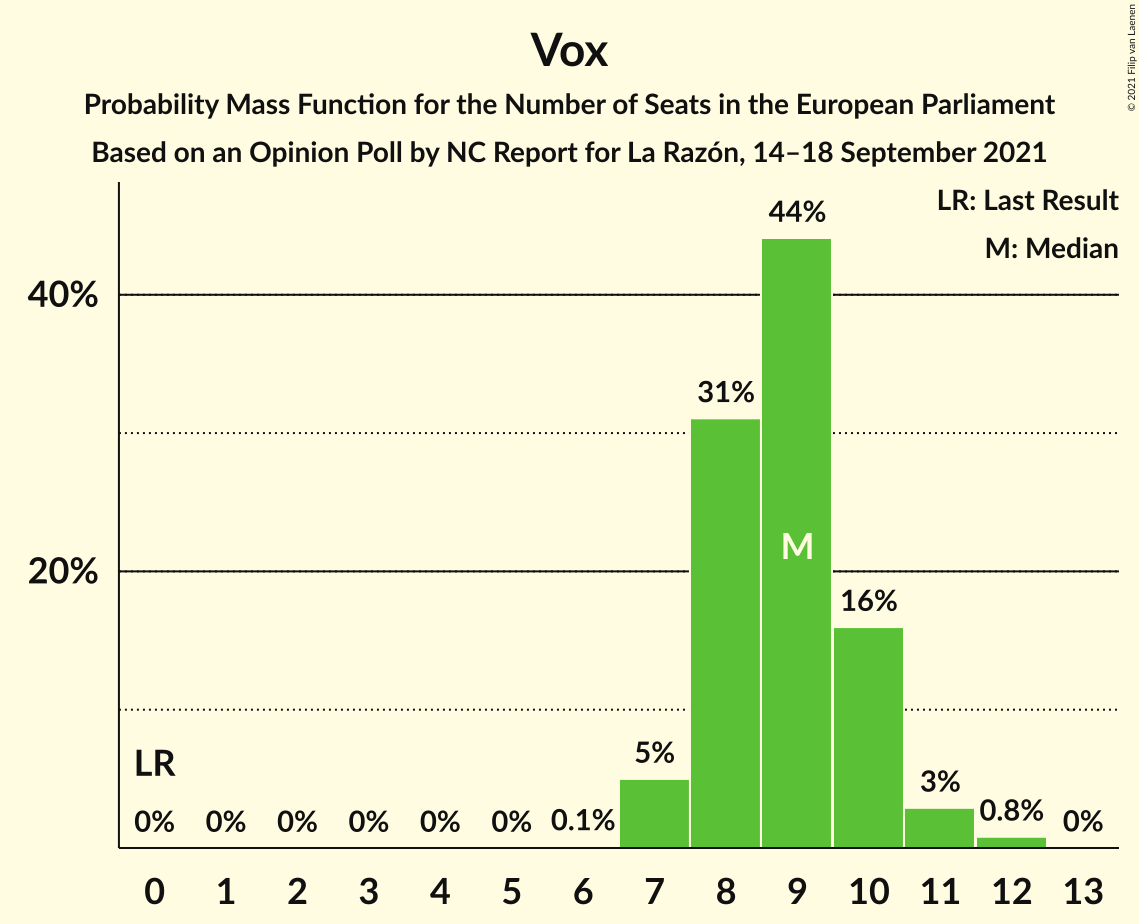 Vox
Probability Mass Function for the Number of Seats in the European Parliament
Based on an Opinion Poll by NC Report for La Razón, 14–18 September 2021
© 2021 Filip van Laenen
LR: Last Result
M: Median
44%
40%
31%
M
20%
16%
LR
5%
3%
0% 0% 0% 0% 0% 0% 0.1% 0.8% 0%
0 1 2 3 4 5 6 7 8 9 10 11 12 13